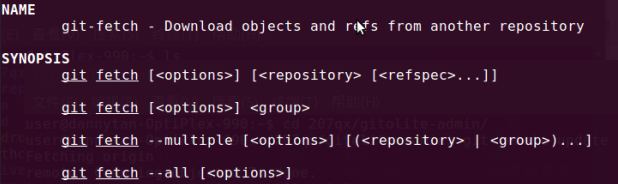 NAME
git-fetch - Download objects and refs from another repository
SYNOPSIS
git fetch [<options>] [<repository> [<refspec>...]]
git fetch [<options>] <group>
git fetch --multiple [<options>] [(<repository> | <group>)...]
git fetch --all [<options>]